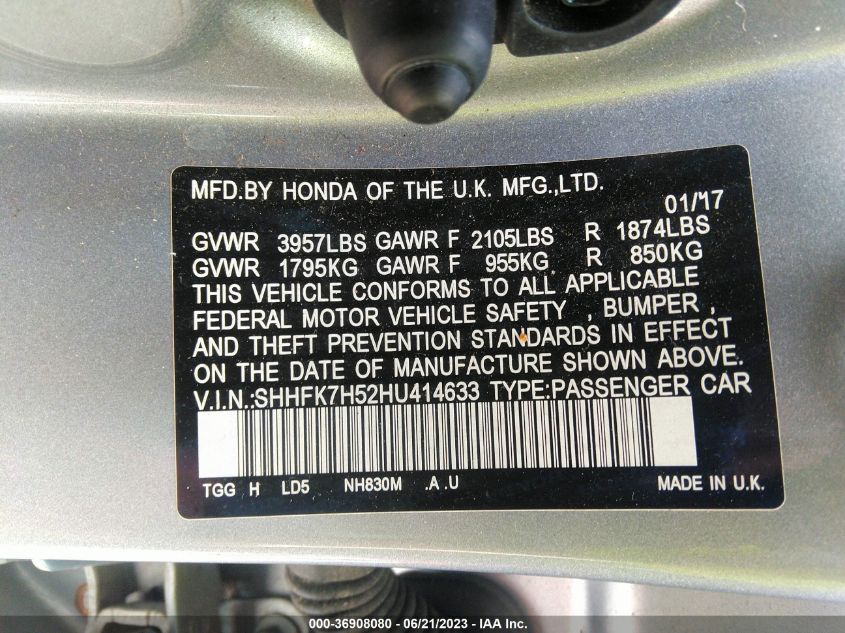 MFD.BY HONDA OF THE U.K. MFG.,LTD.
01/17
GVWR 3957LBS GAWR F 2105LBS R 1874LBS
GVWR 1795KG GAWR F 955KG R 850KG
THIS VEHICLE CONFORMS TO ALL APPLICABLE
FEDERAL MOTOR VEHICLE SAFETY , BUMPER ,
AND THEFT PREVENTION STANDARDS IN EFFECT
ON THE DATE OF MANUFACTURE SHOWN ABOVE.
V.I.N.:SHHFK7H52HU414633 TYPE:PASSENGER CAR
TGG H LD5 NH830M .A .U MADE IN U.K.
000-36908080 - 06/21/2023 - IAA Inc.